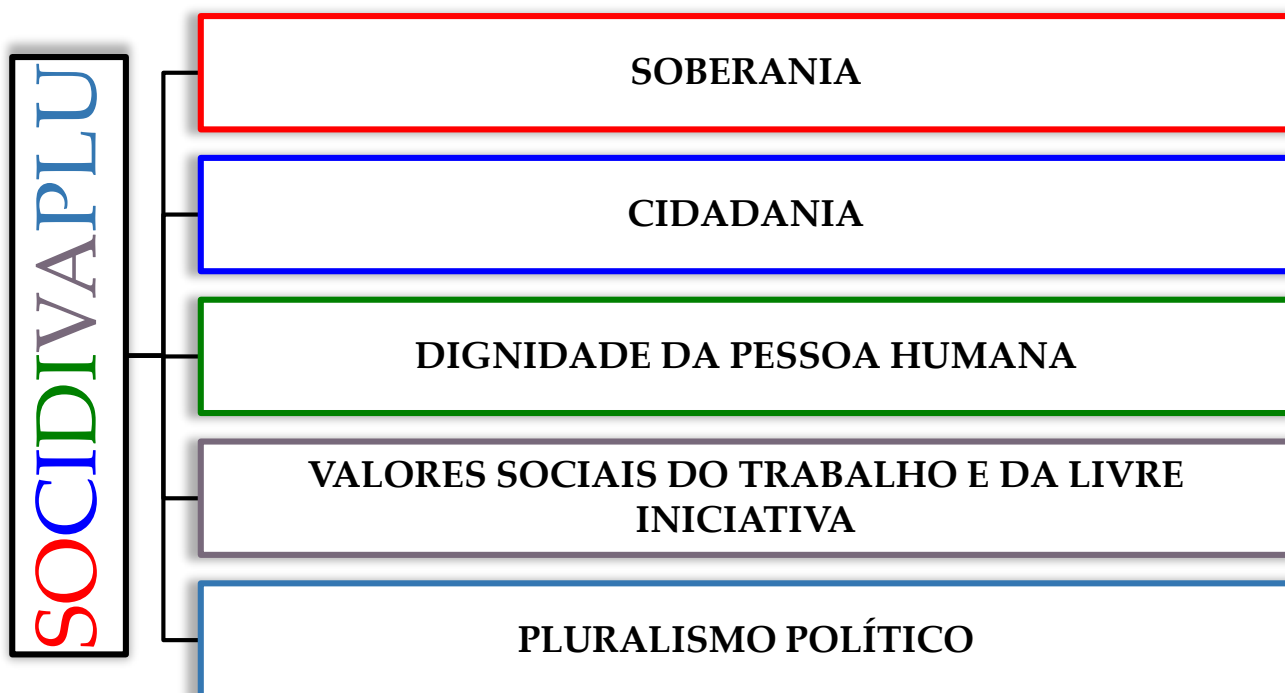 SOCIDIVAPLU
SOBERANIA
CIDADANIA
DIGNIDADE DA PESSOA HUMANA
VALORES SOCIAIS DO TRABALHO E DA LIVRE
INICIATIVA
PLURALISMO POLÍTICO